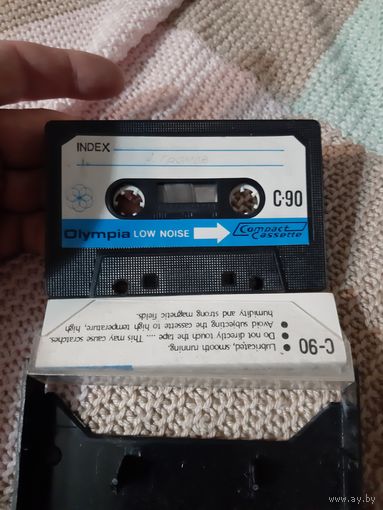 INDEX
C-90
Olympia LOW NOISE Compact Cassette
C-90
• Lubricated, smooth running.
• Do not directly touch the tape .... This may cause scratches.
• Avoid subjecting the cassette to high temperature, high
humidity and strong magnetic fields.
www.ay.by